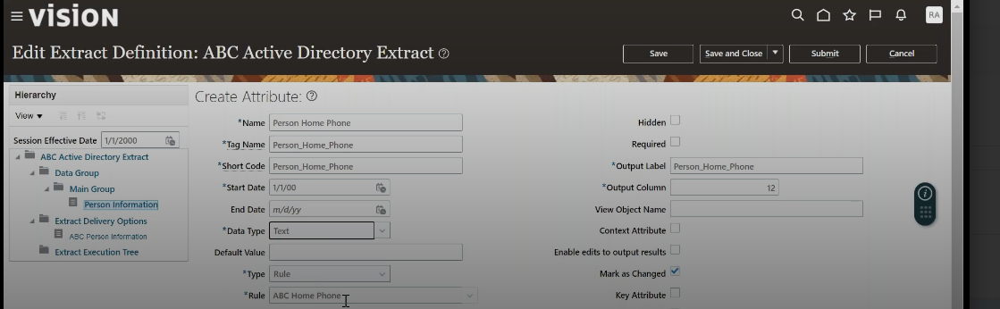 vision
RA
Edit Extract Definition: ABC Active Directory Extract
Save
Save and Close
Submit
Cancel
Hierarchy
View
Session Effective Date 1/1/2000
ABC Active Directory Extract
Data Group
Main Group
Person Information
Extract Delivery Options
ABC Person Information
Extract Execution Tree
Create Attribute:
*Name Person Home Phone
*Tag Name Person_Home_Phone
*Short Code Person_Home_Phone
*Start Date 1/1/00
End Date m/d/yy
*Data Type Text
Default Value
*Type Rule
*Rule ABC Home Phone
Hidden
Required
*Output Label Person_Home_Phone
*Output Column 12
View Object Name
Context Attribute
Enable edits to output results
Mark as Changed
Key Attribute